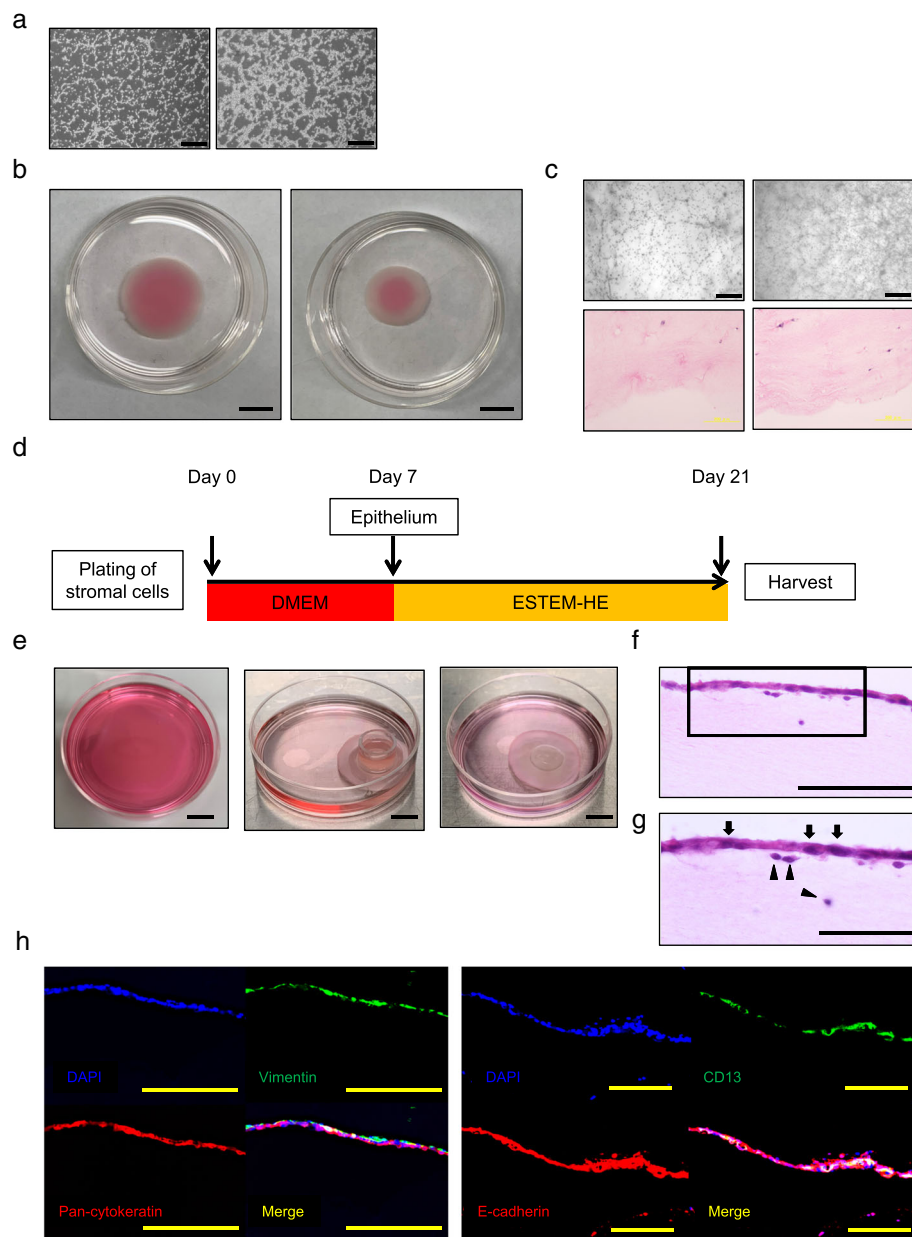 a
b
c
d
Day 0
Day 7
Day 21
Epithelium
Plating of
stromal cells
DMEM
ESTEM-HE
Harvest
e
f
g
h
DAPI
Vimentin
Pan-cytokeratin
Merge
DAPI
CD13
E-cadherin
Merge